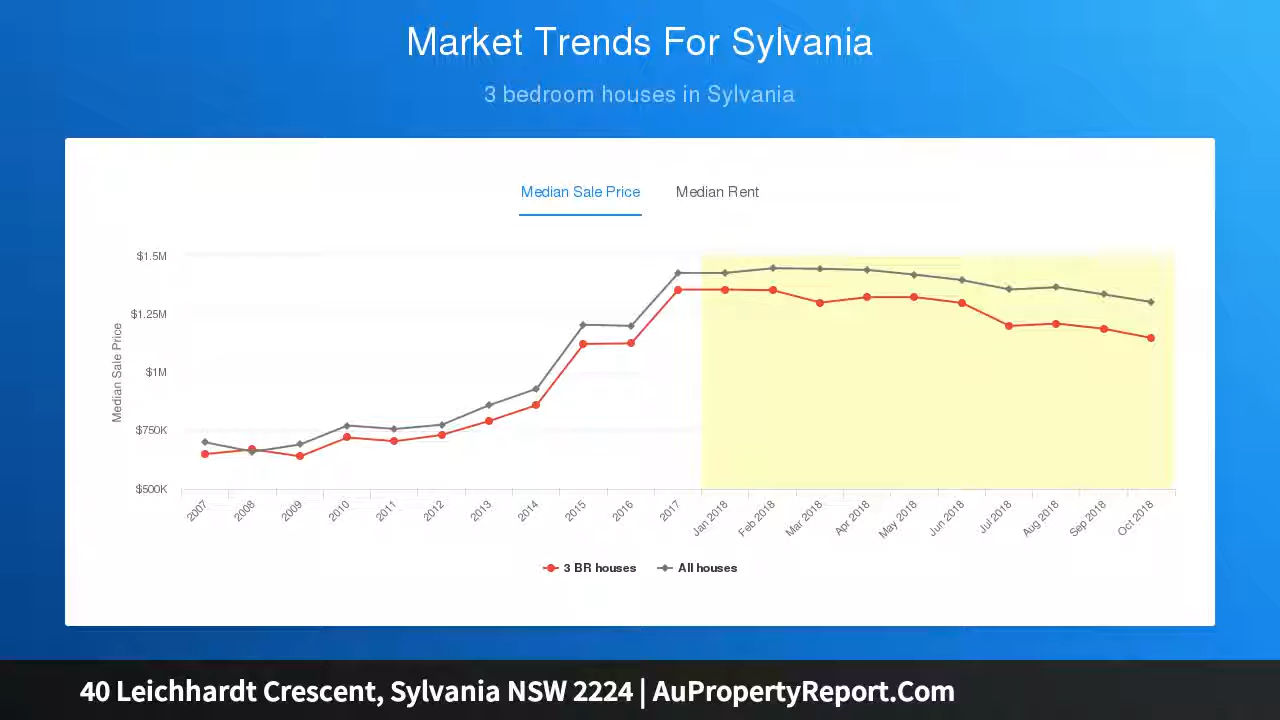 Market Trends For Sylvania
3 bedroom houses in Sylvania
Median Sale Price Median Rent
Median Sale Price
$1.5M
$1.25M
$1M
$750K
$500K
2007 2008 2009 2010 2011 2012 2013 2014 2015 2016 2017 Jan 2018 Feb 2018 Mar 2018 Apr 2018 May 2018 Jun 2018 Jul 2018 Aug 2018 Sep 2018 Oct 2018
3 BR houses All houses
40 Leichhardt Crescent, Sylvania NSW 2224 | AuPropertyReport.Com